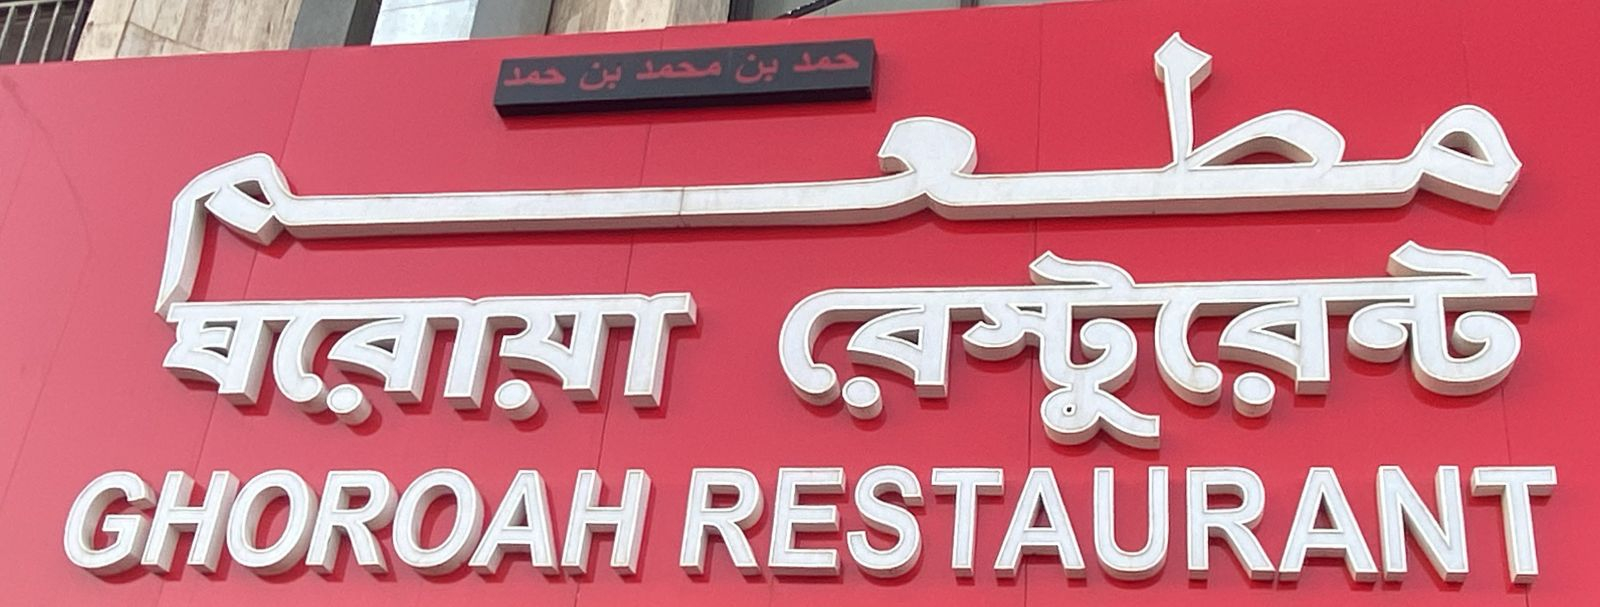 حمد بن محمد بن حمد
مطعم
ঘরোয়া রেস্টুরেন্ট
GHOROAH RESTAURANT